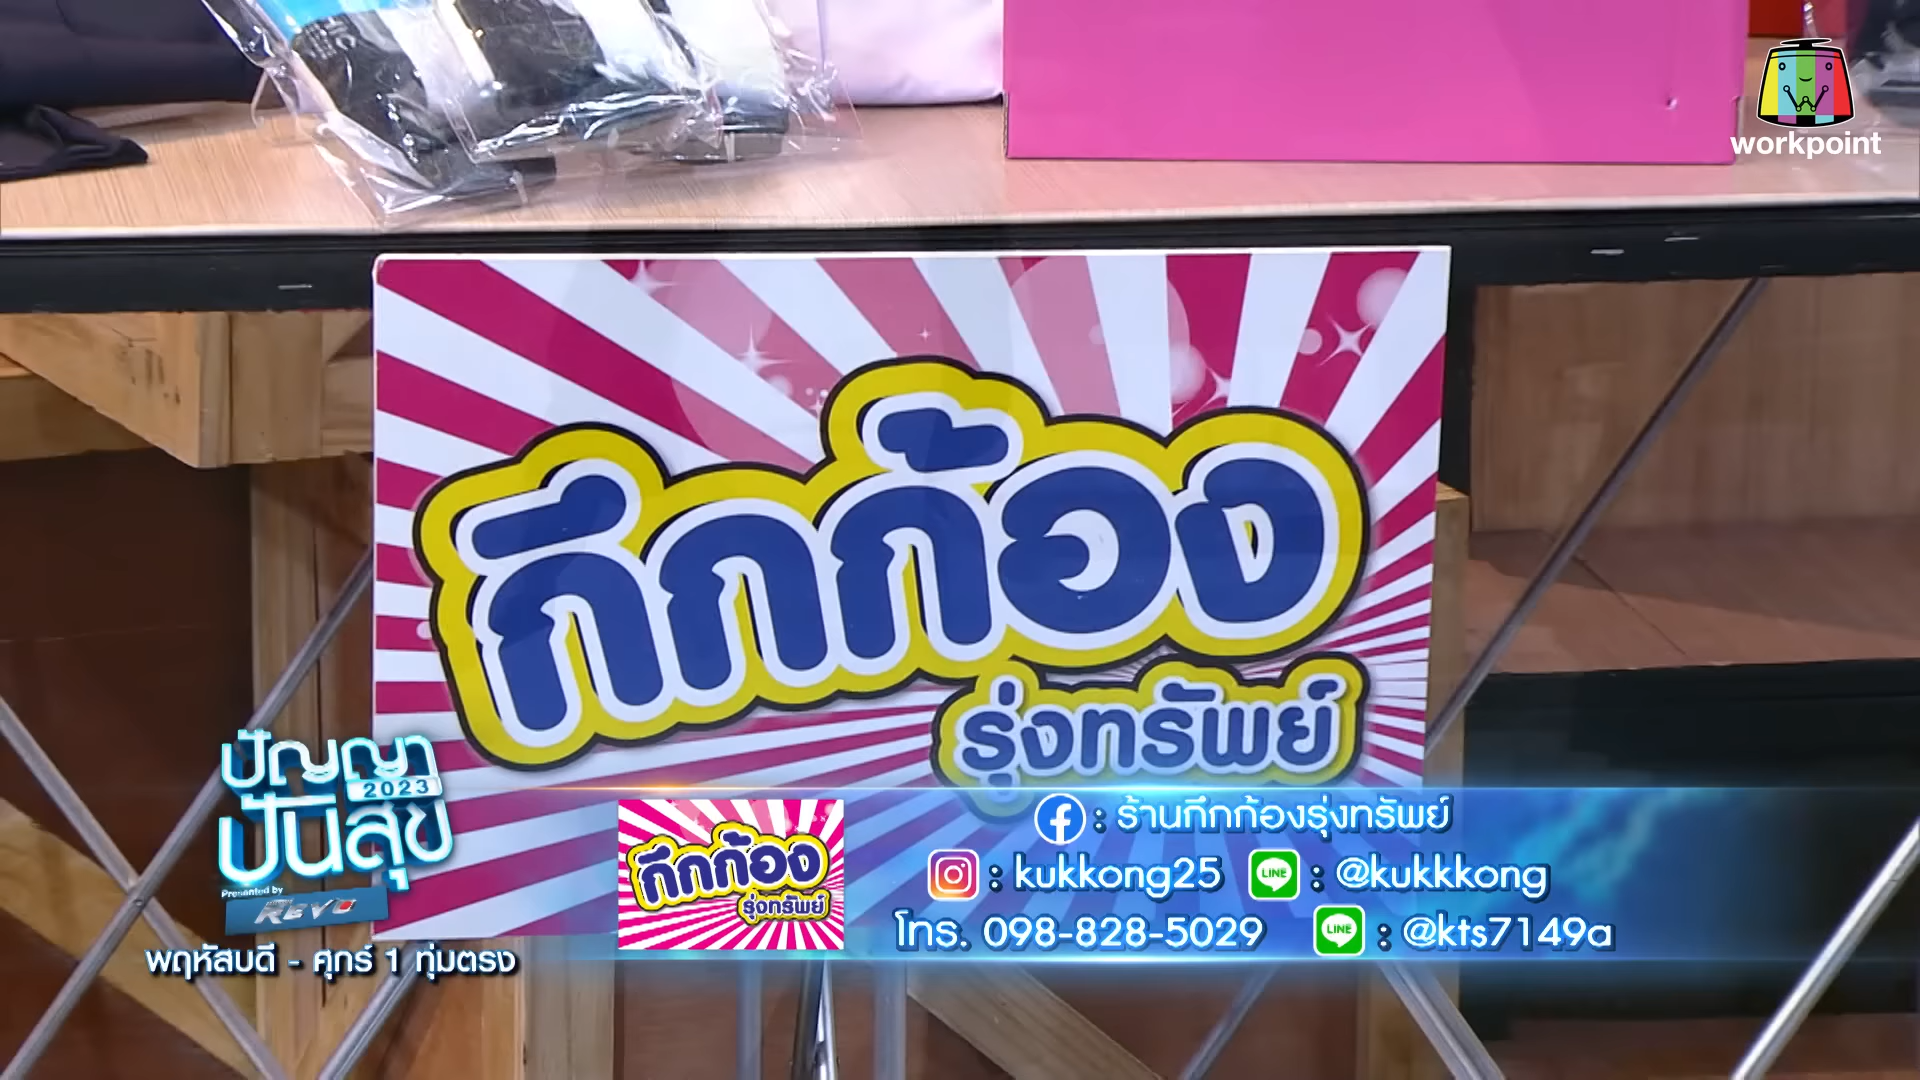 workpoint
กึกก้อง
รุ่งทรัพย์
ปัญญา
2023
ปันสุข
Presented by
REVO
พฤหัสบดี - ศุกร์ 1 ทุ่มตรง
กึกก้อง
รุ่งทรัพย์
: ร้านกึกก้องรุ่งทรัพย์
: kukkong25 LINE : @kukkkong
โทร. 098-828-5029 LINE : @kts7149a